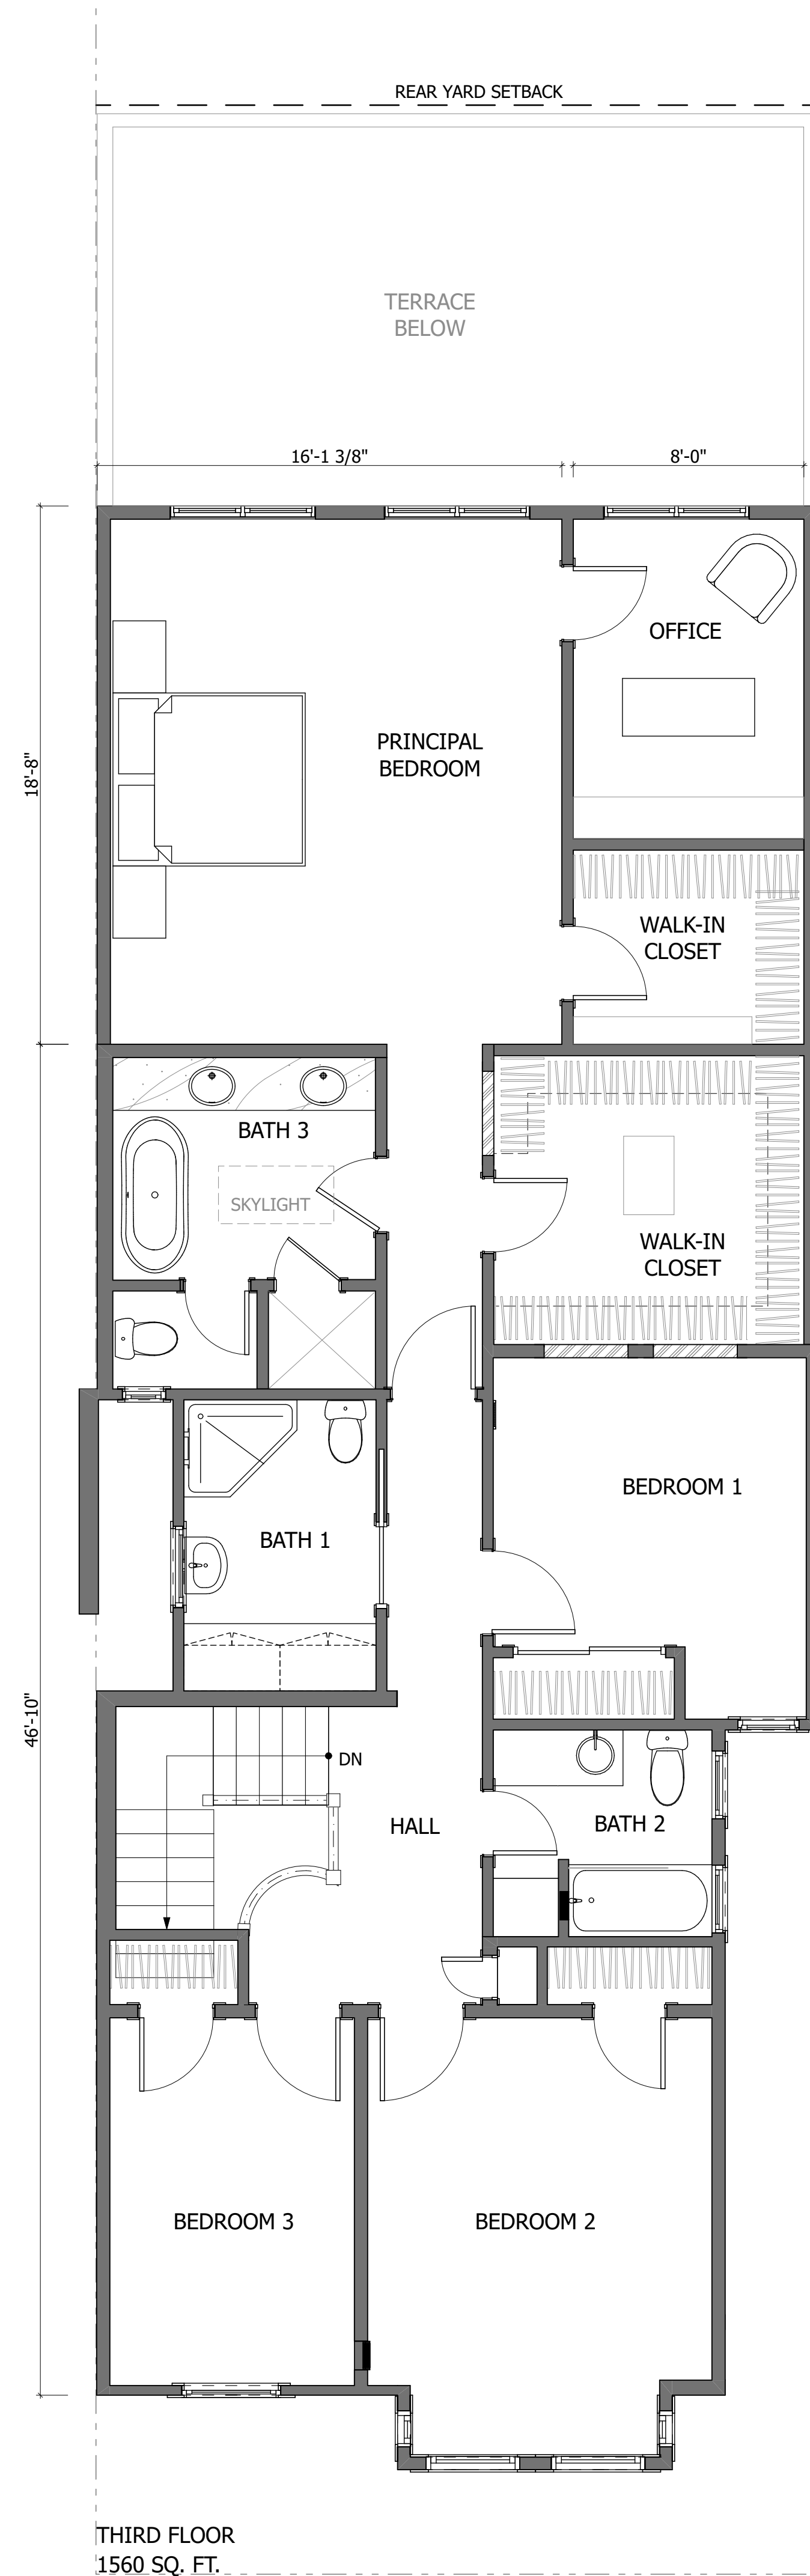 REAR YARD SETBACK
TERRACE
BELOW
16'-1 3/8"
8'-0"
OFFICE
PRINCIPAL
BEDROOM
18'-8"
WALK-IN
CLOSET
BATH 3
SKYLIGHT
WALK-IN
CLOSET
BEDROOM 1
BATH 1
46'-10"
DN
HALL
BATH 2
BEDROOM 3
BEDROOM 2
THIRD FLOOR
1560 SQ. FT.